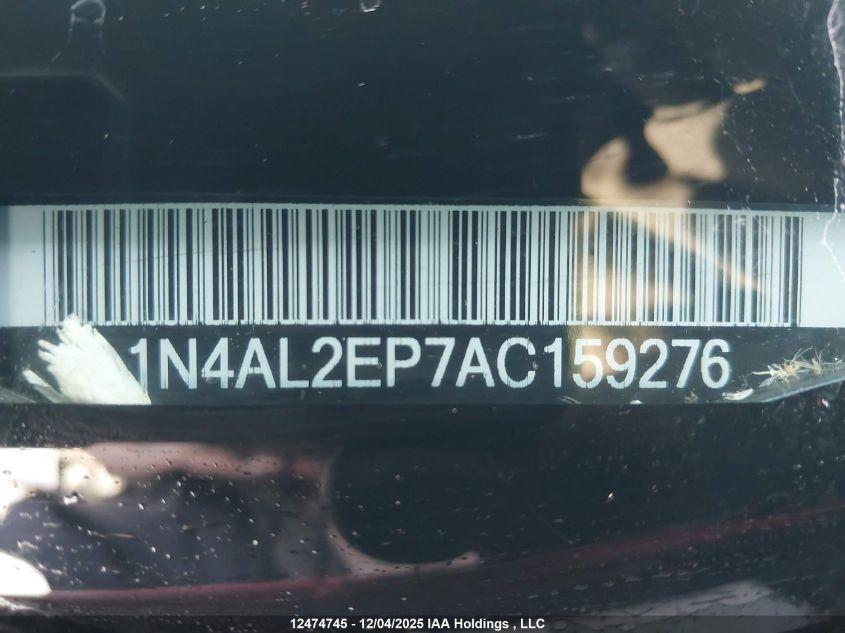 1N4AL2EP7AC159276
12474745 - 12/04/2025 IAA Holdings , LLC